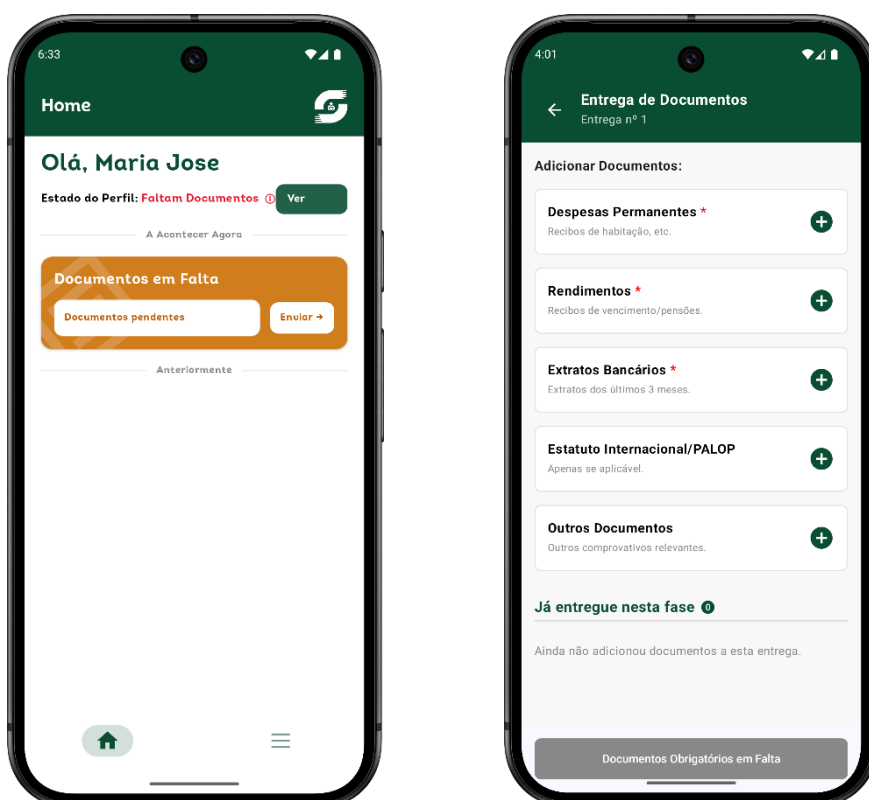 6:33
Home
Olá, Maria Jose
Estado do Perfil: Faltam Documentos
Ver
A Acontecer Agora
Documentos em Falta
Documentos pendentes
Enviar →
Anteriormente
4:01
Entrega de Documentos
Entrega nº 1
Adicionar Documentos:
Despesas Permanentes *
Recibos de habitação, etc.
Rendimentos *
Recibos de vencimento/pensões.
Extratos Bancários *
Extratos dos últimos 3 meses.
Estatuto Internacional/PALOP
Apenas se aplicável.
Outros Documentos
Outros comprovativos relevantes.
Já entregue nesta fase 0
Ainda não adicionou documentos a esta entrega.
Documentos Obrigatórios em Falta